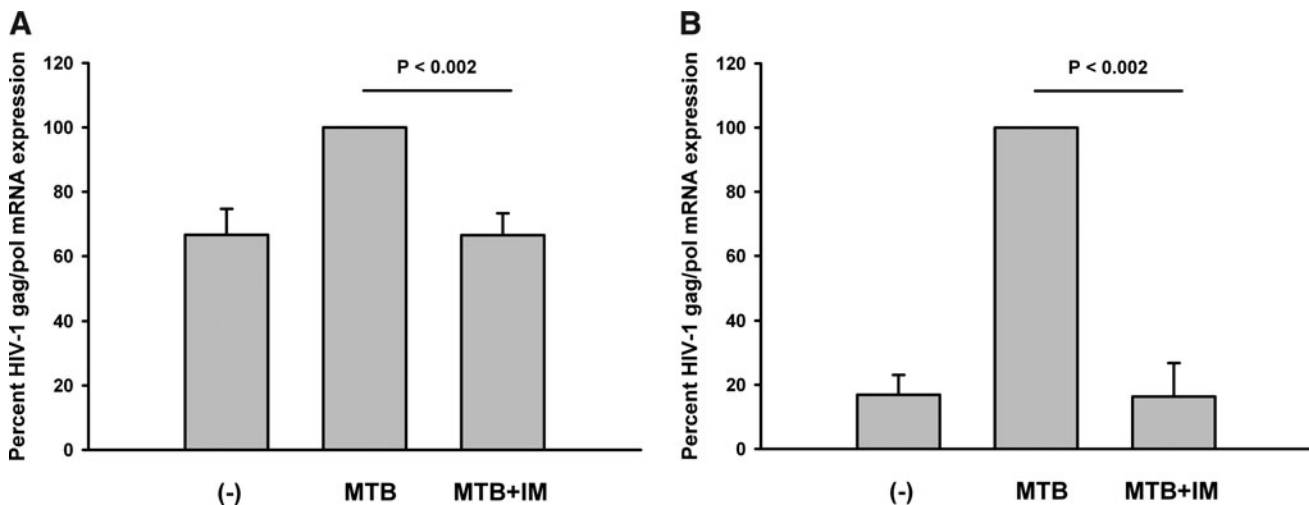 A
Percent HIV-1 gag/pol mRNA expression
120
100
80
60
40
20
0
P < 0.002
(-)
MTB
MTB+IM
B
Percent HIV-1 gag/pol mRNA expression
120
100
80
60
40
20
0
P < 0.002
(-)
MTB
MTB+IM